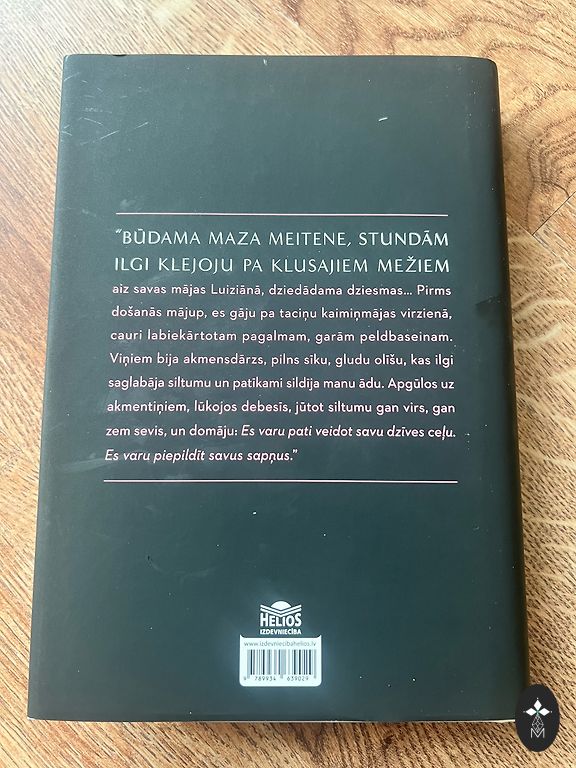 “BŪDAMA MAZA MEITENE, STUNDĀM
ILGI KLEJOJU PA KLUSAJIEM MEŽIEM
aiz savas mājas Luiziānā, dziedādama dziesmas... Pirms
došanās mājup, es gāju pa taciņu kaimiņmājas virzienā,
cauri labiekārtotam pagalmam, garām peldbaseinam.
Viņiem bija akmensdārzs, pilns sīku, gludu olīšu, kas ilgi
saglabāja siltumu un patīkami sildīja manu ādu. Apgūlos uz
akmentiņiem, lūkojos debesīs, jūtot siltumu gan virs, gan
zem sevis, un domāju: Es varu pati veidot savu dzīves ceļu.
Es varu piepildīt savus sapņus.”
HELIOS
IZDEVNIECĪBA
www.izdevniecibahelios.lv
9 789934 639029
M